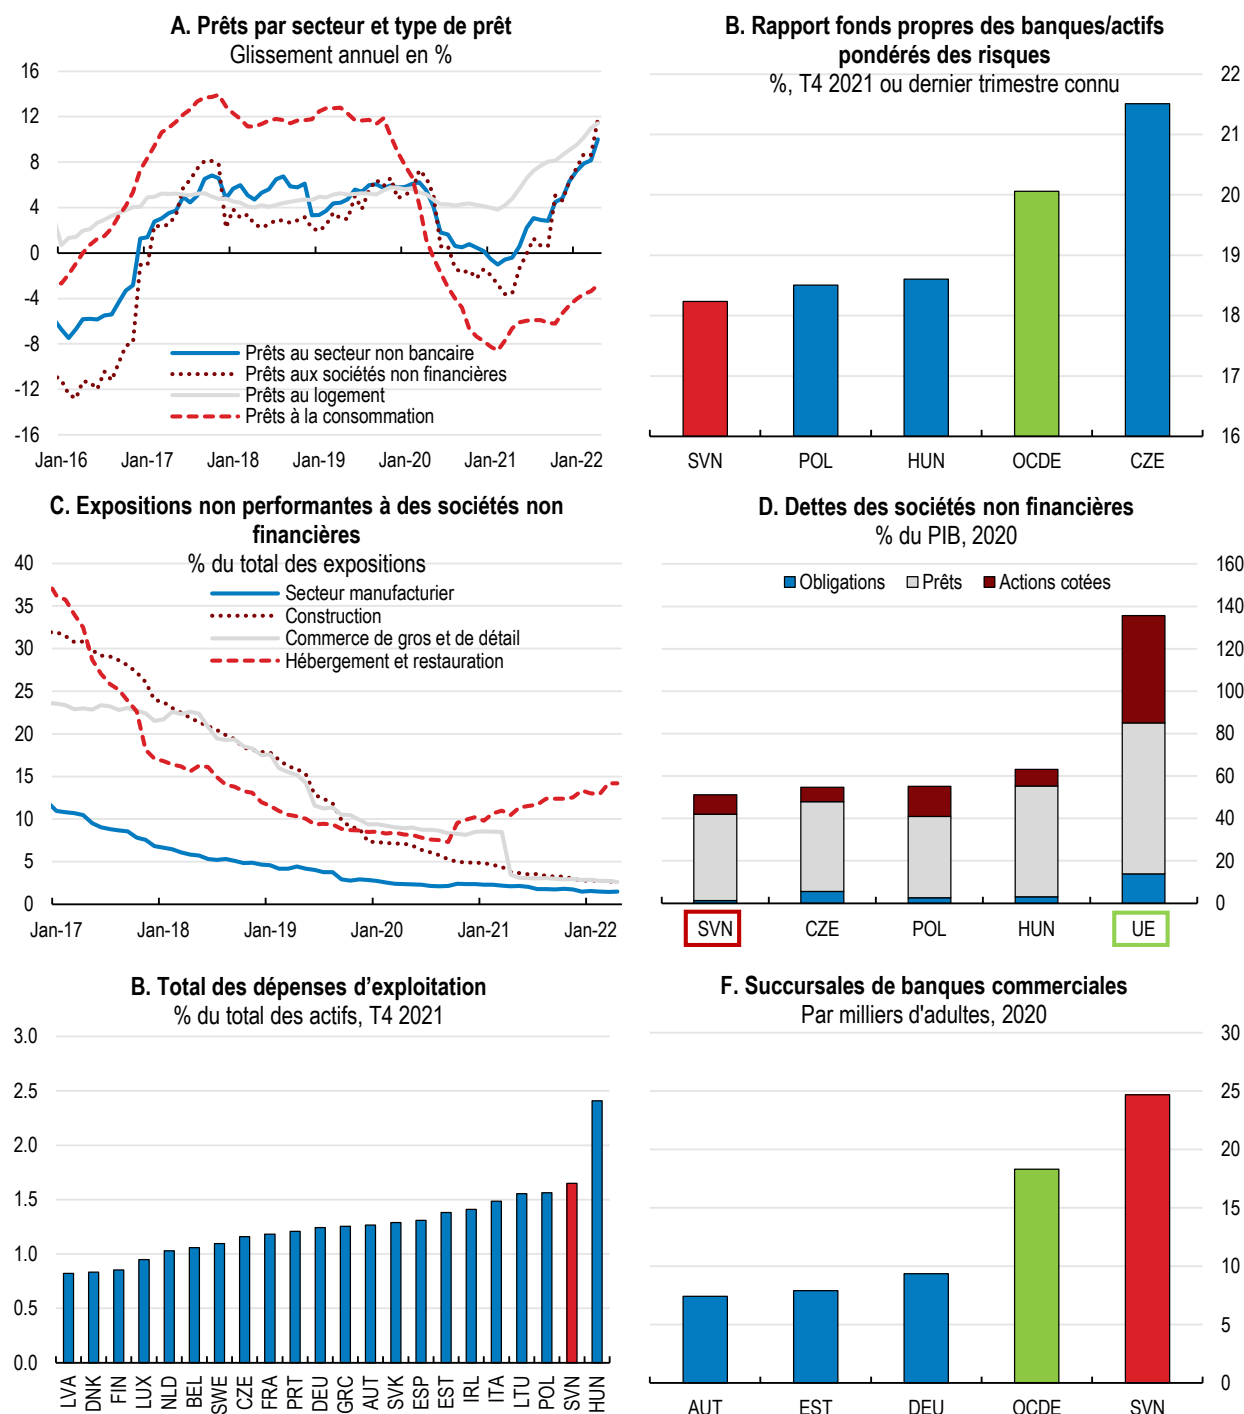 A. Prêts par secteur et type de prêt
Glissement annuel en %
16
12
8
4
0
-4
-8
-12
-16
Prêts au secteur non bancaire
Prêts aux sociétés non financières
Prêts au logement
Prêts à la consommation
Jan-16 Jan-17 Jan-18 Jan-19 Jan-20 Jan-21 Jan-22
B. Rapport fonds propres des banques/actifs
pondérés des risques
%, T4 2021 ou dernier trimestre connu
22
21
20
19
18
17
16
SVN POL HUN OCDE CZE
C. Expositions non performantes à des sociétés non
financières
% du total des expositions
40
35
30
25
20
15
10
5
0
Secteur manufacturier
Construction
Commerce de gros et de détail
Hébergement et restauration
Jan-17 Jan-18 Jan-19 Jan-20 Jan-21 Jan-22
D. Dettes des sociétés non financières
% du PIB, 2020
Obligations Prêts Actions cotées
160
140
120
100
80
60
40
20
0
SVN CZE POL HUN UE
B. Total des dépenses d'exploitation
% du total des actifs, T4 2021
3.0
2.5
2.0
1.5
1.0
0.5
0.0
LVA DNK FIN LUX NLD BEL SWE CZE FRA PRT DEU GRC AUT SVK ESP EST IRL ITA LTU POL SVN HUN
F. Succursales de banques commerciales
Par milliers d'adultes, 2020
30
25
20
15
10
5
0
AUT EST DEU OCDE SVN